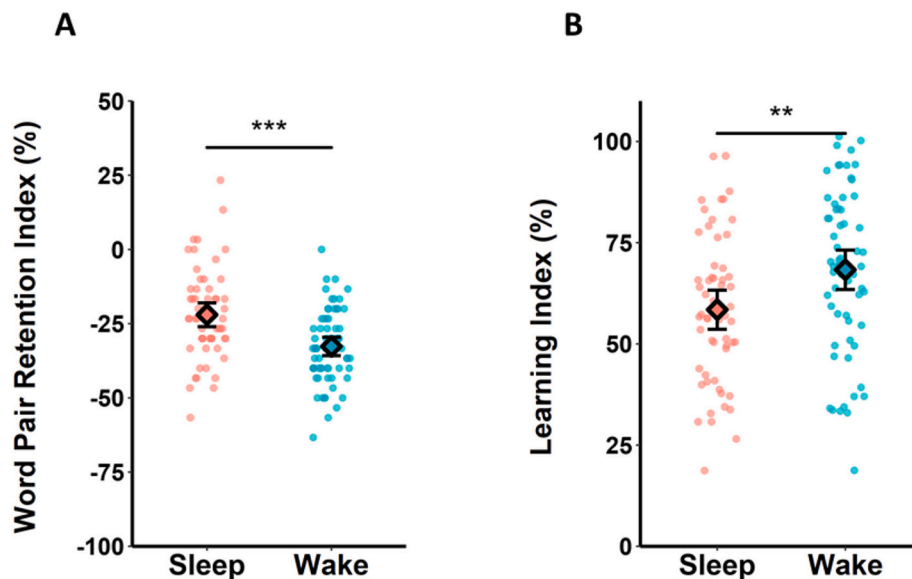 A
Word Pair Retention Index (%)
50
25
0
-25
-50
-75
-100
***
Sleep Wake
B
Learning Index (%)
100
75
50
25
0
**
Sleep Wake